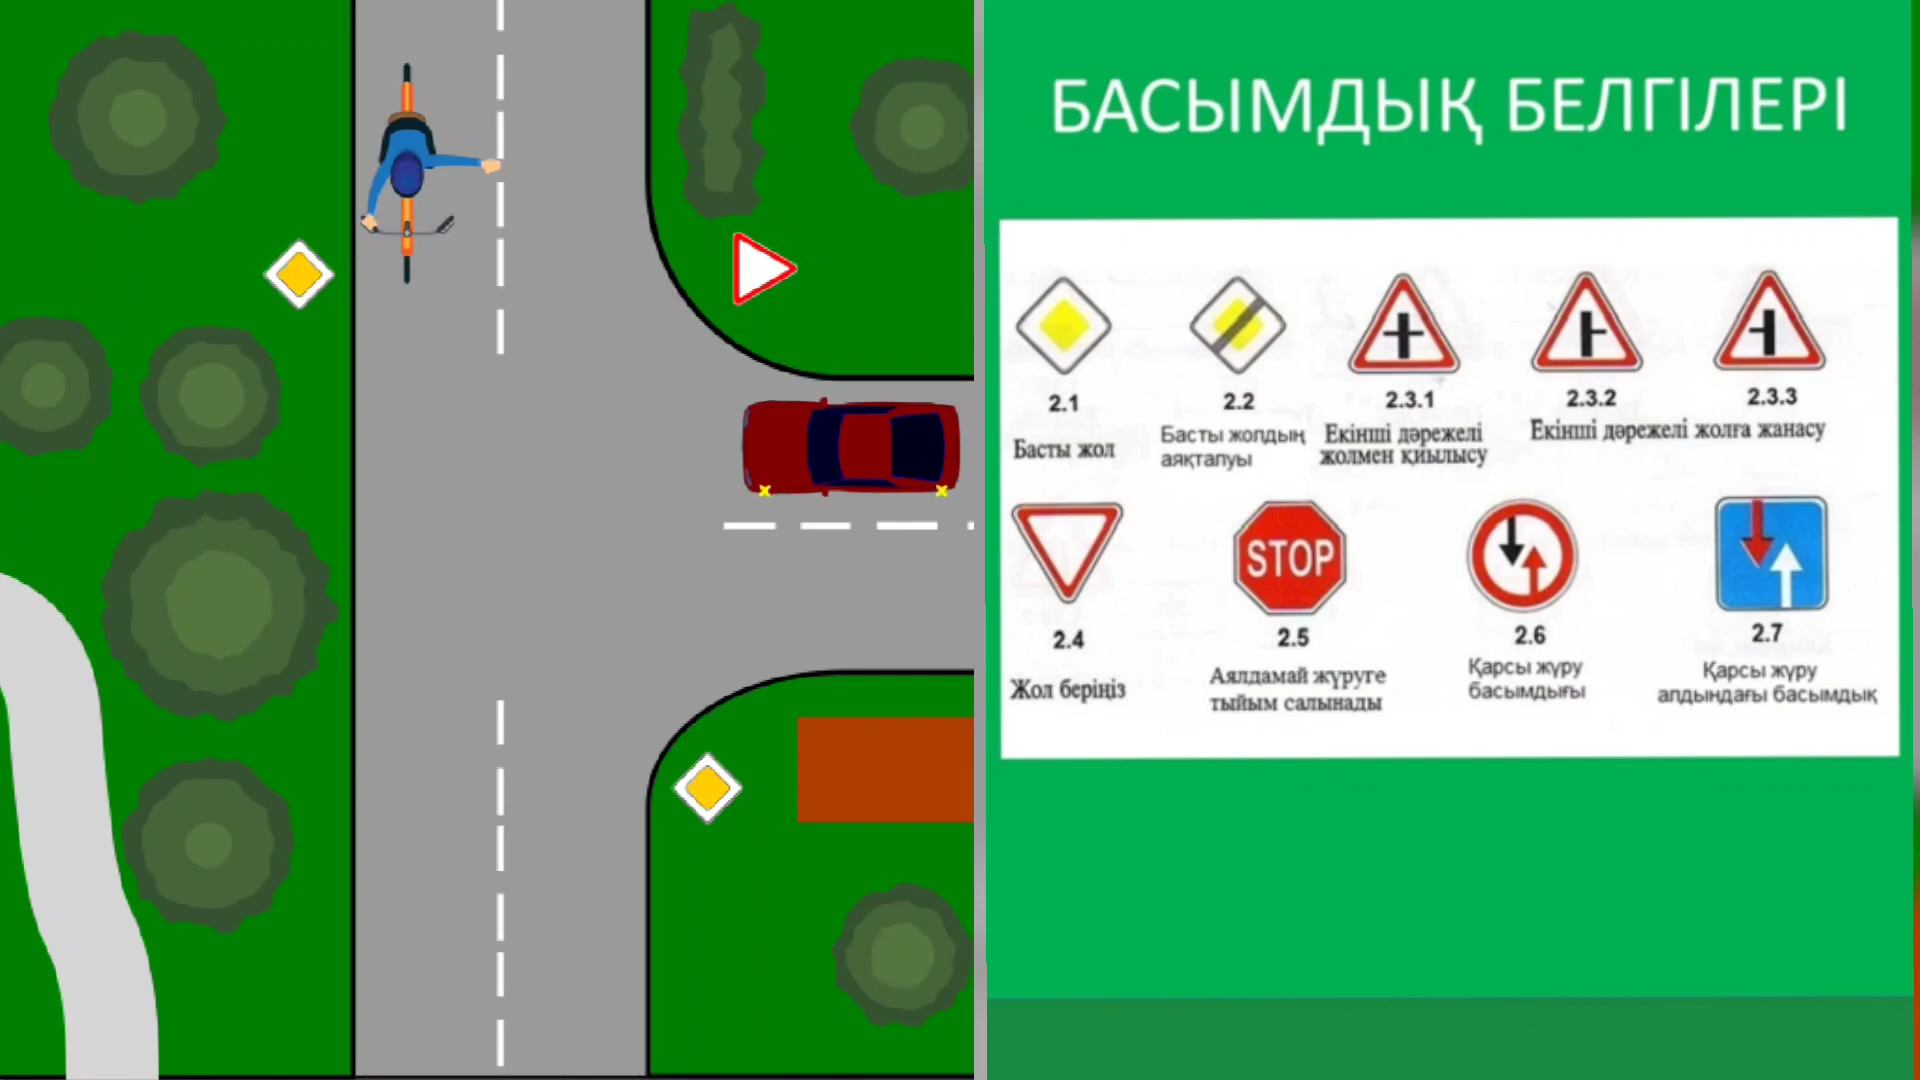 БАСЫМДЫҚ БЕЛГІЛЕРІ
2.1
2.2
2.3.1
2.3.2
2.3.3
Басты жол
Басты жолдың
аяқталуы
Екінші дәрежелі
жолмен қиылысу
Екінші дәрежелі жолға жанасу
STOP
2.4
2.5
2.6
2.7
Жол беріңіз
Аялдамай жүруге
тыйым салынады
Қарсы жүру
басымдығы
Қарсы жүру
алдындағы басымдық